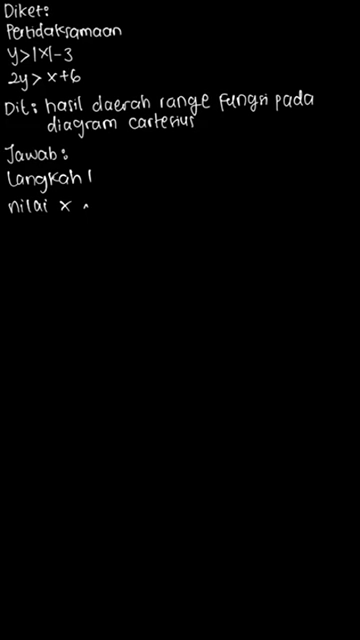 Diket:
Pertidaksamaan
y>|x|-3
2y> x+6
Dit: hasil daerah range fungsi pada
diagram cartesius
Jawab:
Langkah 1
nilai x